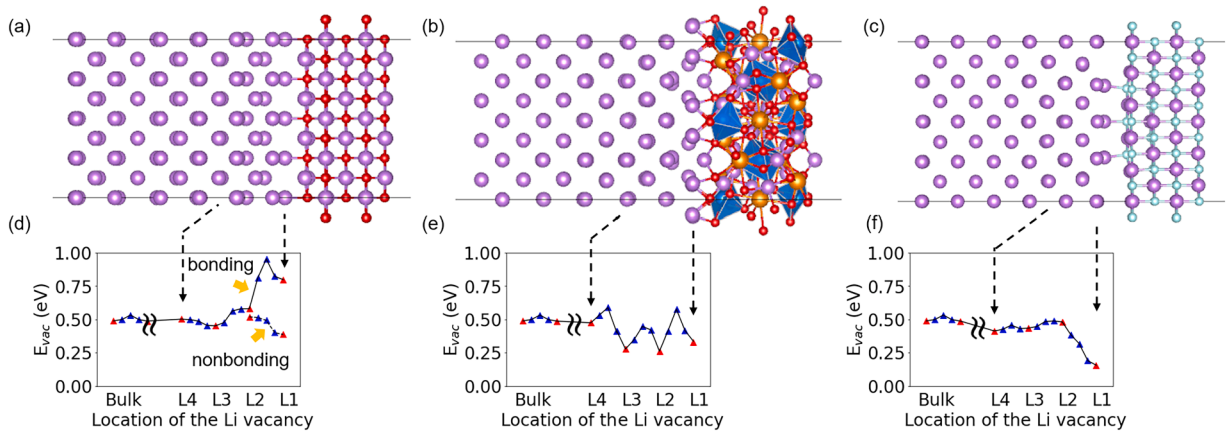 (a)
(b)
(c)
(d)
(e)
(f)
1.00
0.75
0.50
0.25
0.00
E_vac (eV)
bonding
nonbonding
Bulk L4 L3 L2 L1
Location of the Li vacancy
1.00
0.75
0.50
0.25
0.00
E_vac (eV)
Bulk L4 L3 L2 L1
Location of the Li vacancy
1.00
0.75
0.50
0.25
0.00
E_vac (eV)
Bulk L4 L3 L2 L1
Location of the Li vacancy